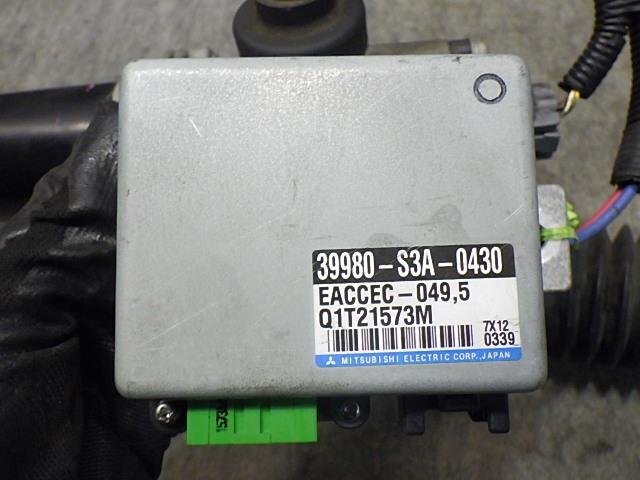 39980-S3A-0430
EACCEC-049,5
Q1T21573M
7X12
0339
MITSUBISHI ELECTRIC CORP., JAPAN